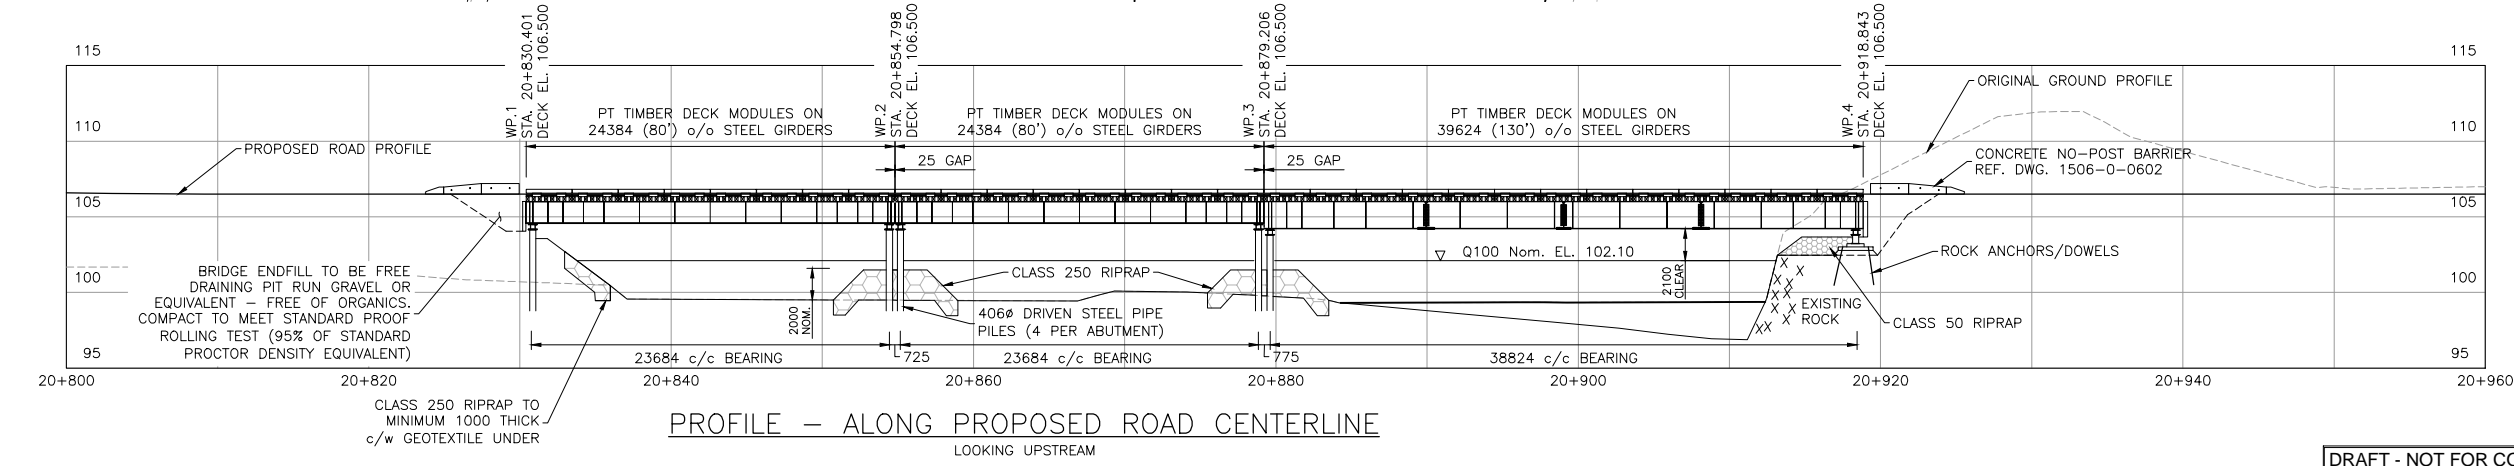 WP.1
STA. 20+830.401
DECK EL. 106.500
WP.2
STA. 20+854.798
DECK EL. 106.500
WP.3
STA. 20+879.206
DECK EL. 106.500
WP.4
STA. 20+918.843
DECK EL. 106.500
115
115
ORIGINAL GROUND PROFILE
PT TIMBER DECK MODULES ON
24384 (80') o/o STEEL GIRDERS
PT TIMBER DECK MODULES ON
24384 (80') o/o STEEL GIRDERS
PT TIMBER DECK MODULES ON
39624 (130') o/o STEEL GIRDERS
110
110
PROPOSED ROAD PROFILE
25 GAP
25 GAP
CONCRETE NO-POST BARRIER
REF. DWG. 1506-0-0602
105
105
Q100 Nom. EL. 102.10
ROCK ANCHORS/DOWELS
BRIDGE ENDFILL TO BE FREE
DRAINING PIT RUN GRAVEL OR
EQUIVALENT - FREE OF ORGANICS.
COMPACT TO MEET STANDARD PROOF
ROLLING TEST (95% OF STANDARD
PROCTOR DENSITY EQUIVALENT)
CLASS 250 RIPRAP
100
100
2100
CLEAR
2000
NOM.
406ø DRIVEN STEEL PIPE
PILES (4 PER ABUTMENT)
EXISTING
ROCK
CLASS 50 RIPRAP
95
95
23684 c/c BEARING
725
23684 c/c BEARING
775
38824 c/c BEARING
20+800
20+820
20+840
20+860
20+880
20+900
20+920
20+940
20+960
CLASS 250 RIPRAP TO
MINIMUM 1000 THICK
c/w GEOTEXTILE UNDER
PROFILE - ALONG PROPOSED ROAD CENTERLINE
LOOKING UPSTREAM
DRAFT - NOT FOR CO